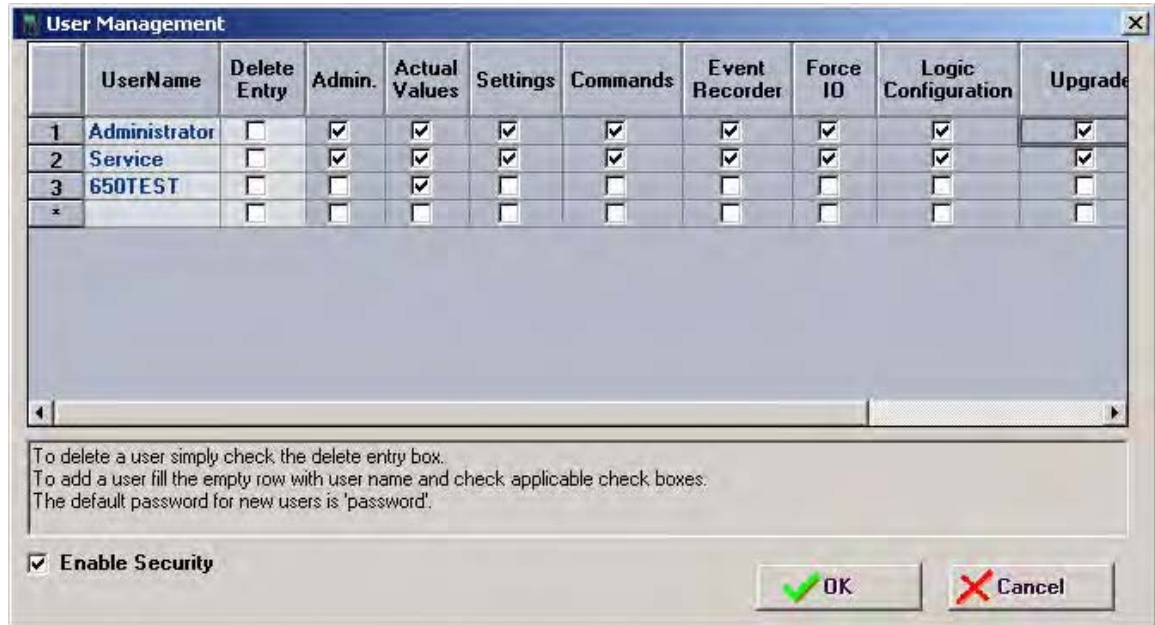 User Management
UserName Delete Entry Admin. Actual Values Settings Commands Event Recorder Force IO Logic Configuration Upgrade
1 Administrator
2 Service
3 650TEST
*
To delete a user simply check the delete entry box.
To add a user fill the empty row with user name and check applicable check boxes.
The default password for new users is 'password'.
Enable Security
OK Cancel